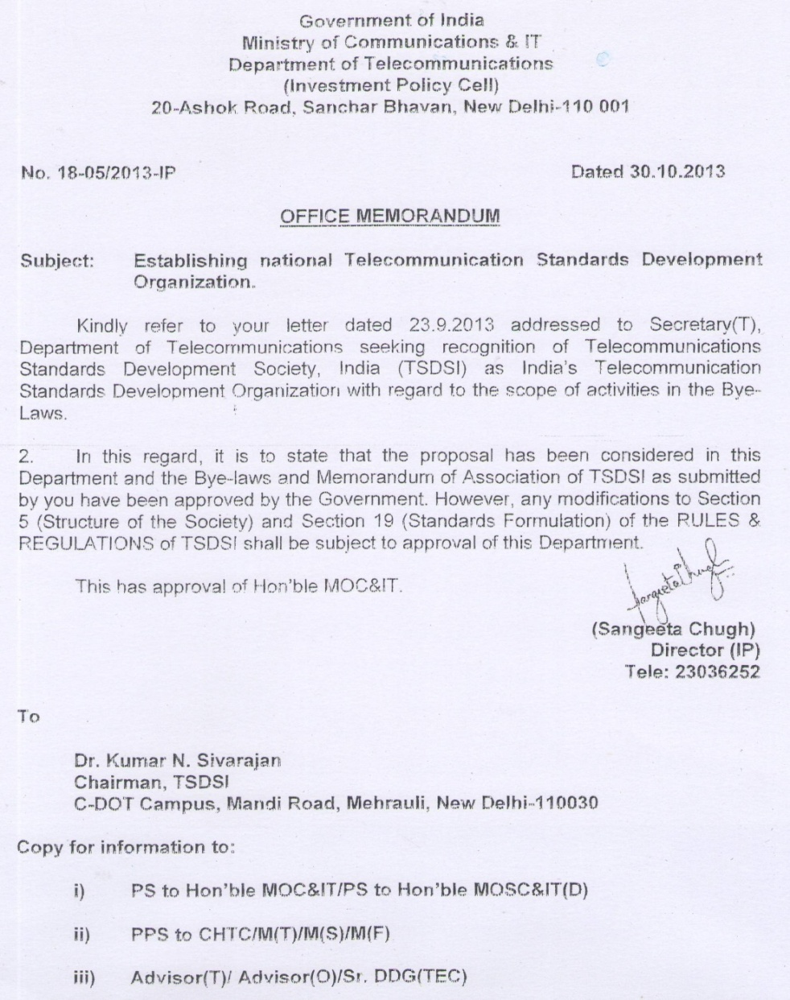 Government of India
Ministry of Communications & IT
Department of Telecommunications
(Investment Policy Cell)
20-Ashok Road, Sanchar Bhavan, New Delhi-110 001
No. 18-05/2013-IP Dated 30.10.2013
OFFICE MEMORANDUM
Subject: Establishing national Telecommunication Standards Development
Organization.
Kindly refer to your letter dated 23.9.2013 addressed to Secretary(T),
Department of Telecommunications seeking recognition of Telecommunications
Standards Development Society, India (TSDSI) as India's Telecommunication
Standards Development Organization with regard to the scope of activities in the Bye-
Laws.
2. In this regard, it is to state that the proposal has been considered in this
Department and the Bye-laws and Memorandum of Association of TSDSI as submitted
by you have been approved by the Government. However, any modifications to Section
5 (Structure of the Society) and Section 19 (Standards Formulation) of the RULES &
REGULATIONS of TSDSI shall be subject to approval of this Department.
This has approval of Hon'ble MOC&IT.
Sangeeta Chugh
(Sangeeta Chugh)
Director (IP)
Tele: 23036252
To
Dr. Kumar N. Sivarajan
Chairman, TSDSI
C-DOT Campus, Mandi Road, Mehrauli, New Delhi-110030
Copy for information to:
i) PS to Hon'ble MOC&IT/PS to Hon'ble MOSC&IT(D)
ii) PPS to CHTC/M(T)/M(S)/M(F)
iii) Advisor(T)/ Advisor(O)/Sr. DDG(TEC)